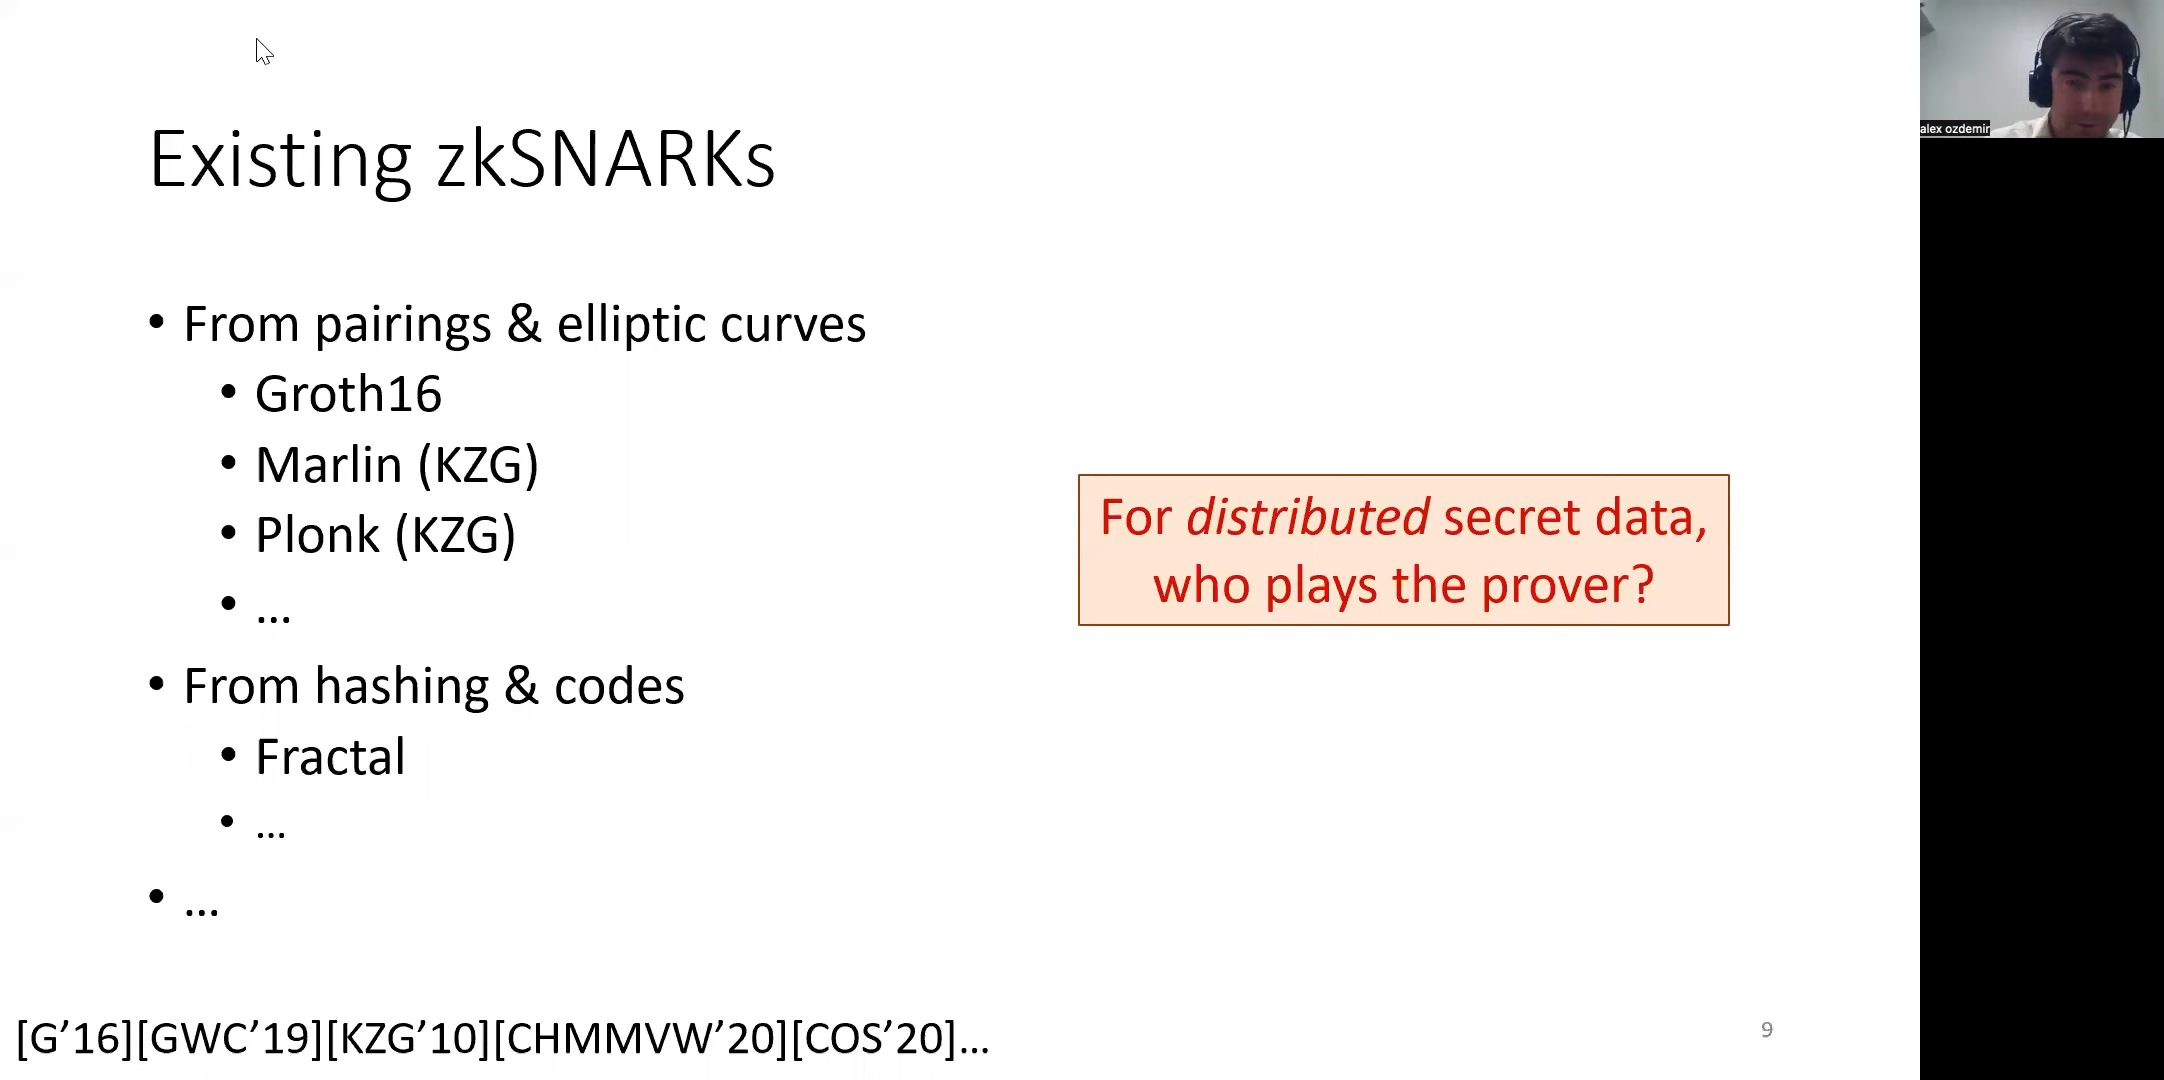 Existing zkSNARKs
• From pairings & elliptic curves
• Groth16
• Marlin (KZG)
• Plonk (KZG)
• ...
• From hashing & codes
• Fractal
• ...
• ...
For distributed secret data,
who plays the prover?
[G’16][GWC’19][KZG’10][CHMMVW’20][COS’20]...
9
alex ozdemir